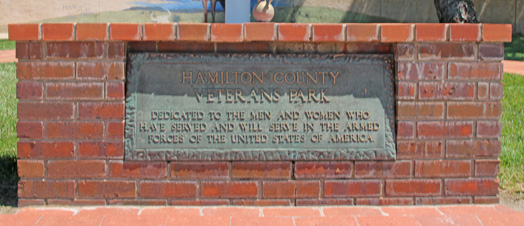 HAMILTON COUNTY
VETERANS PARK
DEDICATED TO THE MEN AND WOMEN WHO
HAVE SERVED AND WILL SERVE IN THE ARMED
FORCES OF THE UNITED STATES OF AMERICA